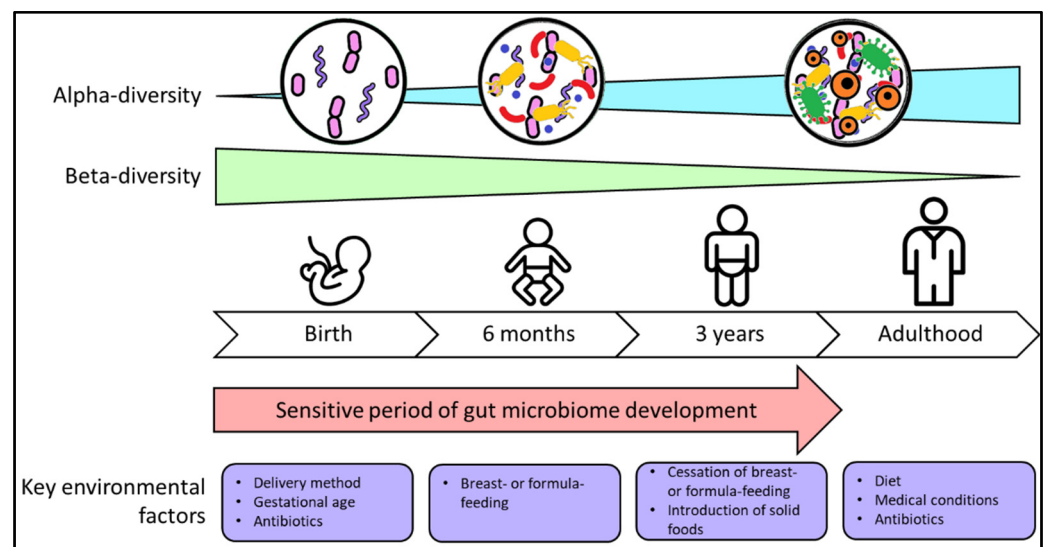 Alpha-diversity
Beta-diversity
Birth
6 months
3 years
Adulthood
Sensitive period of gut microbiome development
Key environmental
factors
• Delivery method
• Gestational age
• Antibiotics
• Breast- or formula-
feeding
• Cessation of breast-
or formula-feeding
• Introduction of solid
foods
• Diet
• Medical conditions
• Antibiotics